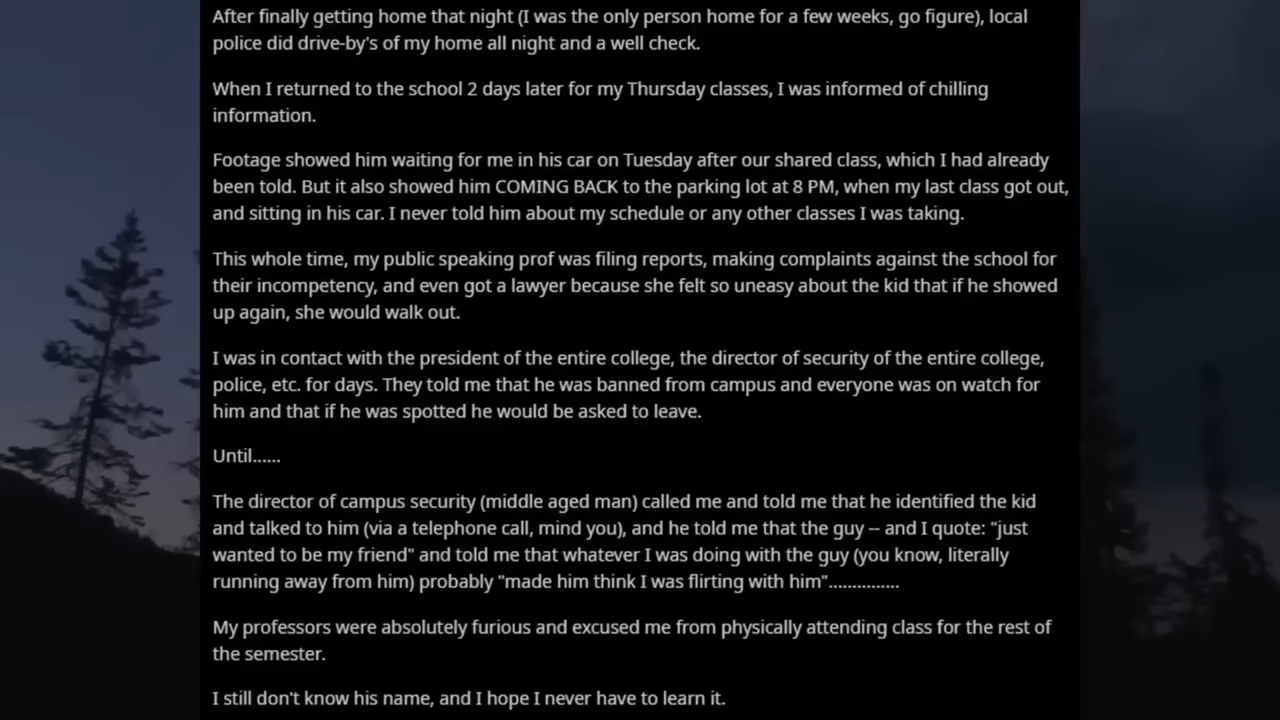 After finally getting home that night (I was the only person home for a few weeks, go figure), local
police did drive-by's of my home all night and a well check.
When I returned to the school 2 days later for my Thursday classes, I was informed of chilling
information.
Footage showed him waiting for me in his car on Tuesday after our shared class, which I had already
been told. But it also showed him COMING BACK to the parking lot at 8 PM, when my last class got out,
and sitting in his car. I never told him about my schedule or any other classes I was taking.
This whole time, my public speaking prof was filing reports, making complaints against the school for
their incompetency, and even got a lawyer because she felt so uneasy about the kid that if he showed
up again, she would walk out.
I was in contact with the president of the entire college, the director of security of the entire college,
police, etc. for days. They told me that he was banned from campus and everyone was on watch for
him and that if he was spotted he would be asked to leave.
Until......
The director of campus security (middle aged man) called me and told me that he identified the kid
and talked to him (via a telephone call, mind you), and he told me that the guy -- and I quote: "just
wanted to be my friend" and told me that whatever I was doing with the guy (you know, literally
running away from him) probably "made him think I was flirting with him"...............
My professors were absolutely furious and excused me from physically attending class for the rest of
the semester.
I still don't know his name, and I hope I never have to learn it.